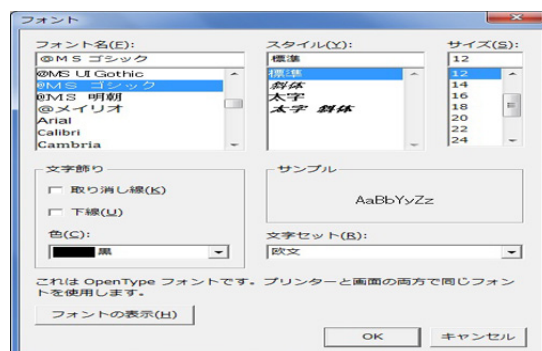 フォント
フォント名(F):
@ＭＳ ゴシック
@MS UI Gothic
@ＭＳ ゴシック
@ＭＳ 明朝
@メイリオ
Arial
Calibri
Cambria
スタイル(Y):
標準
標準
斜体
太字
太字 斜体
サイズ(S):
12
12
14
16
18
20
22
24
文字飾り
取り消し線(K)
下線(U)
色(C):
黒
サンプル
AaBbYyZz
文字セット(R):
欧文
これは OpenType フォントです。プリンターと画面の両方で同じフォン
トを使用します。
フォントの表示(H)
OK
キャンセル